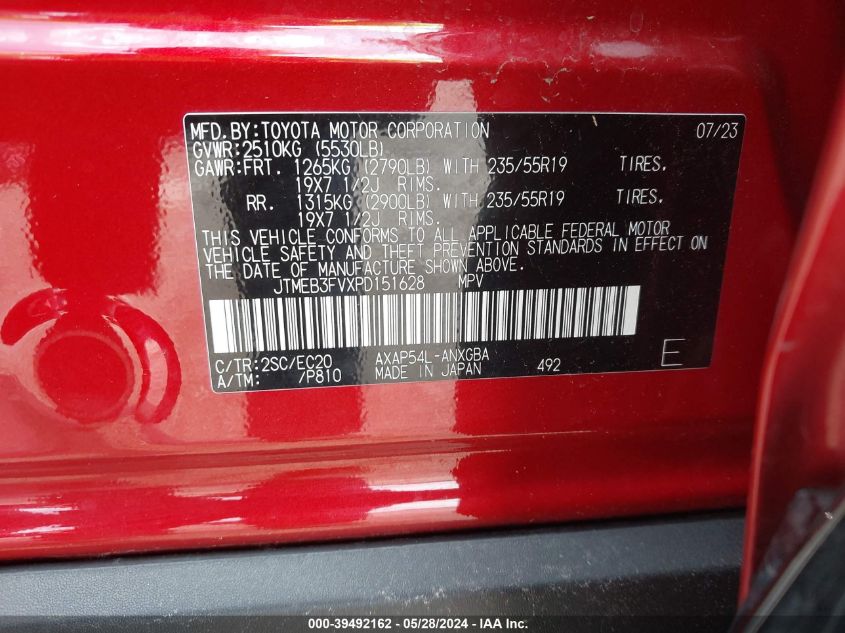 MFD.BY:TOYOTA MOTOR CORPORATION 07/23
GVWR:2510KG (5530LB)
GAWR:FRT. 1265KG (2790LB) WITH 235/55R19 TIRES.
19X7 1/2J RIMS.
RR. 1315KG (2900LB) WITH 235/55R19 TIRES.
19X7 1/2J RIMS.
THIS VEHICLE CONFORMS TO ALL APPLICABLE FEDERAL MOTOR
VEHICLE SAFETY AND THEFT PREVENTION STANDARDS IN EFFECT ON
THE DATE OF MANUFACTURE SHOWN ABOVE.
JTMEB3FVXPD151628 MPV
C/TR:2SC/EC20 AXAP54L-ANXGBA
A/TM: /P810 MADE IN JAPAN 492 E
000-39492162 - 05/28/2024 - IAAI.com